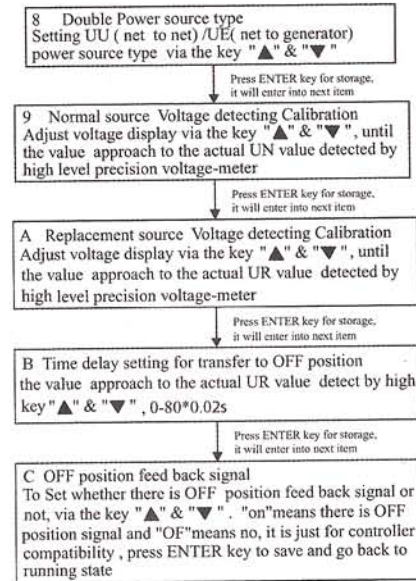 8 Double Power source type
Setting UU ( net to net) /UE( net to generator)
power source type via the key "▲" & "▼"
Press ENTER key for storage,
it will enter into next item
9 Normal source Voltage detecting Calibration
Adjust voltage display via the key "▲" & "▼", until
the value approach to the actual UN value detected by
high level precision voltage-meter
Press ENTER key for storage,
it will enter into next item
A Replacement source Voltage detecting Calibration
Adjust voltage display via the key "▲" & "▼", until
the value approach to the actual UR value detected by
high level precision voltage-meter
Press ENTER key for storage,
it will enter into next item
B Time delay setting for transfer to OFF position
the value approach to the actual UR value detect by high
key "▲" & "▼" , 0-80*0.02s
Press ENTER key for storage,
it will enter into next item
C OFF position feed back signal
To Set whether there is OFF position feed back signal or
not, via the key "▲" & "▼" . "on"means there is OFF
position signal and "OF"means no, it is just for controller
compatibility , press ENTER key to save and go back to
running state